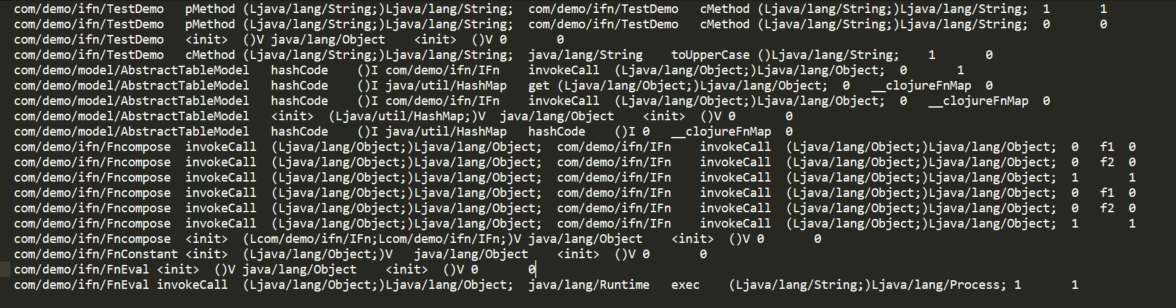 com/demo/ifn/TestDemo pMethod (Ljava/lang/String;)Ljava/lang/String; com/demo/ifn/TestDemo cMethod (Ljava/lang/String;)Ljava/lang/String; 1 1
com/demo/ifn/TestDemo pMethod (Ljava/lang/String;)Ljava/lang/String; com/demo/ifn/TestDemo cMethod (Ljava/lang/String;)Ljava/lang/String; 0 0
com/demo/ifn/TestDemo <init> ()V java/lang/Object <init> ()V 0 0
com/demo/ifn/TestDemo cMethod (Ljava/lang/String;)Ljava/lang/String; java/lang/String toUpperCase ()Ljava/lang/String; 1 0
com/demo/model/AbstractTableModel hashCode ()I com/demo/ifn/IFn invokeCall (Ljava/lang/Object;)Ljava/lang/Object; 0 1
com/demo/model/AbstractTableModel hashCode ()I java/util/HashMap get (Ljava/lang/Object;)Ljava/lang/Object; 0 __clojureFnMap 0
com/demo/model/AbstractTableModel hashCode ()I com/demo/ifn/IFn invokeCall (Ljava/lang/Object;)Ljava/lang/Object; 0 __clojureFnMap 0
com/demo/model/AbstractTableModel <init> (Ljava/util/HashMap;)V java/lang/Object <init> ()V 0 0
com/demo/model/AbstractTableModel hashCode ()I java/util/HashMap hashCode ()I 0 __clojureFnMap 0
com/demo/ifn/Fncompose invokeCall (Ljava/lang/Object;)Ljava/lang/Object; com/demo/ifn/IFn invokeCall (Ljava/lang/Object;)Ljava/lang/Object; 0 f1 0
com/demo/ifn/Fncompose invokeCall (Ljava/lang/Object;)Ljava/lang/Object; com/demo/ifn/IFn invokeCall (Ljava/lang/Object;)Ljava/lang/Object; 0 f2 0
com/demo/ifn/Fncompose invokeCall (Ljava/lang/Object;)Ljava/lang/Object; com/demo/ifn/IFn invokeCall (Ljava/lang/Object;)Ljava/lang/Object; 1 1
com/demo/ifn/Fncompose invokeCall (Ljava/lang/Object;)Ljava/lang/Object; com/demo/ifn/IFn invokeCall (Ljava/lang/Object;)Ljava/lang/Object; 0 f1 0
com/demo/ifn/Fncompose invokeCall (Ljava/lang/Object;)Ljava/lang/Object; com/demo/ifn/IFn invokeCall (Ljava/lang/Object;)Ljava/lang/Object; 0 f2 0
com/demo/ifn/Fncompose invokeCall (Ljava/lang/Object;)Ljava/lang/Object; com/demo/ifn/IFn invokeCall (Ljava/lang/Object;)Ljava/lang/Object; 1 1
com/demo/ifn/Fncompose <init> (Lcom/demo/ifn/IFn;Lcom/demo/ifn/IFn;)V java/lang/Object <init> ()V 0 0
com/demo/ifn/FnConstant <init> (Ljava/lang/Object;)V java/lang/Object <init> ()V 0 0
com/demo/ifn/FnEval <init> ()V java/lang/Object <init> ()V 0 0
com/demo/ifn/FnEval invokeCall (Ljava/lang/Object;)Ljava/lang/Object; java/lang/Runtime exec (Ljava/lang/String;)Ljava/lang/Process; 1 1